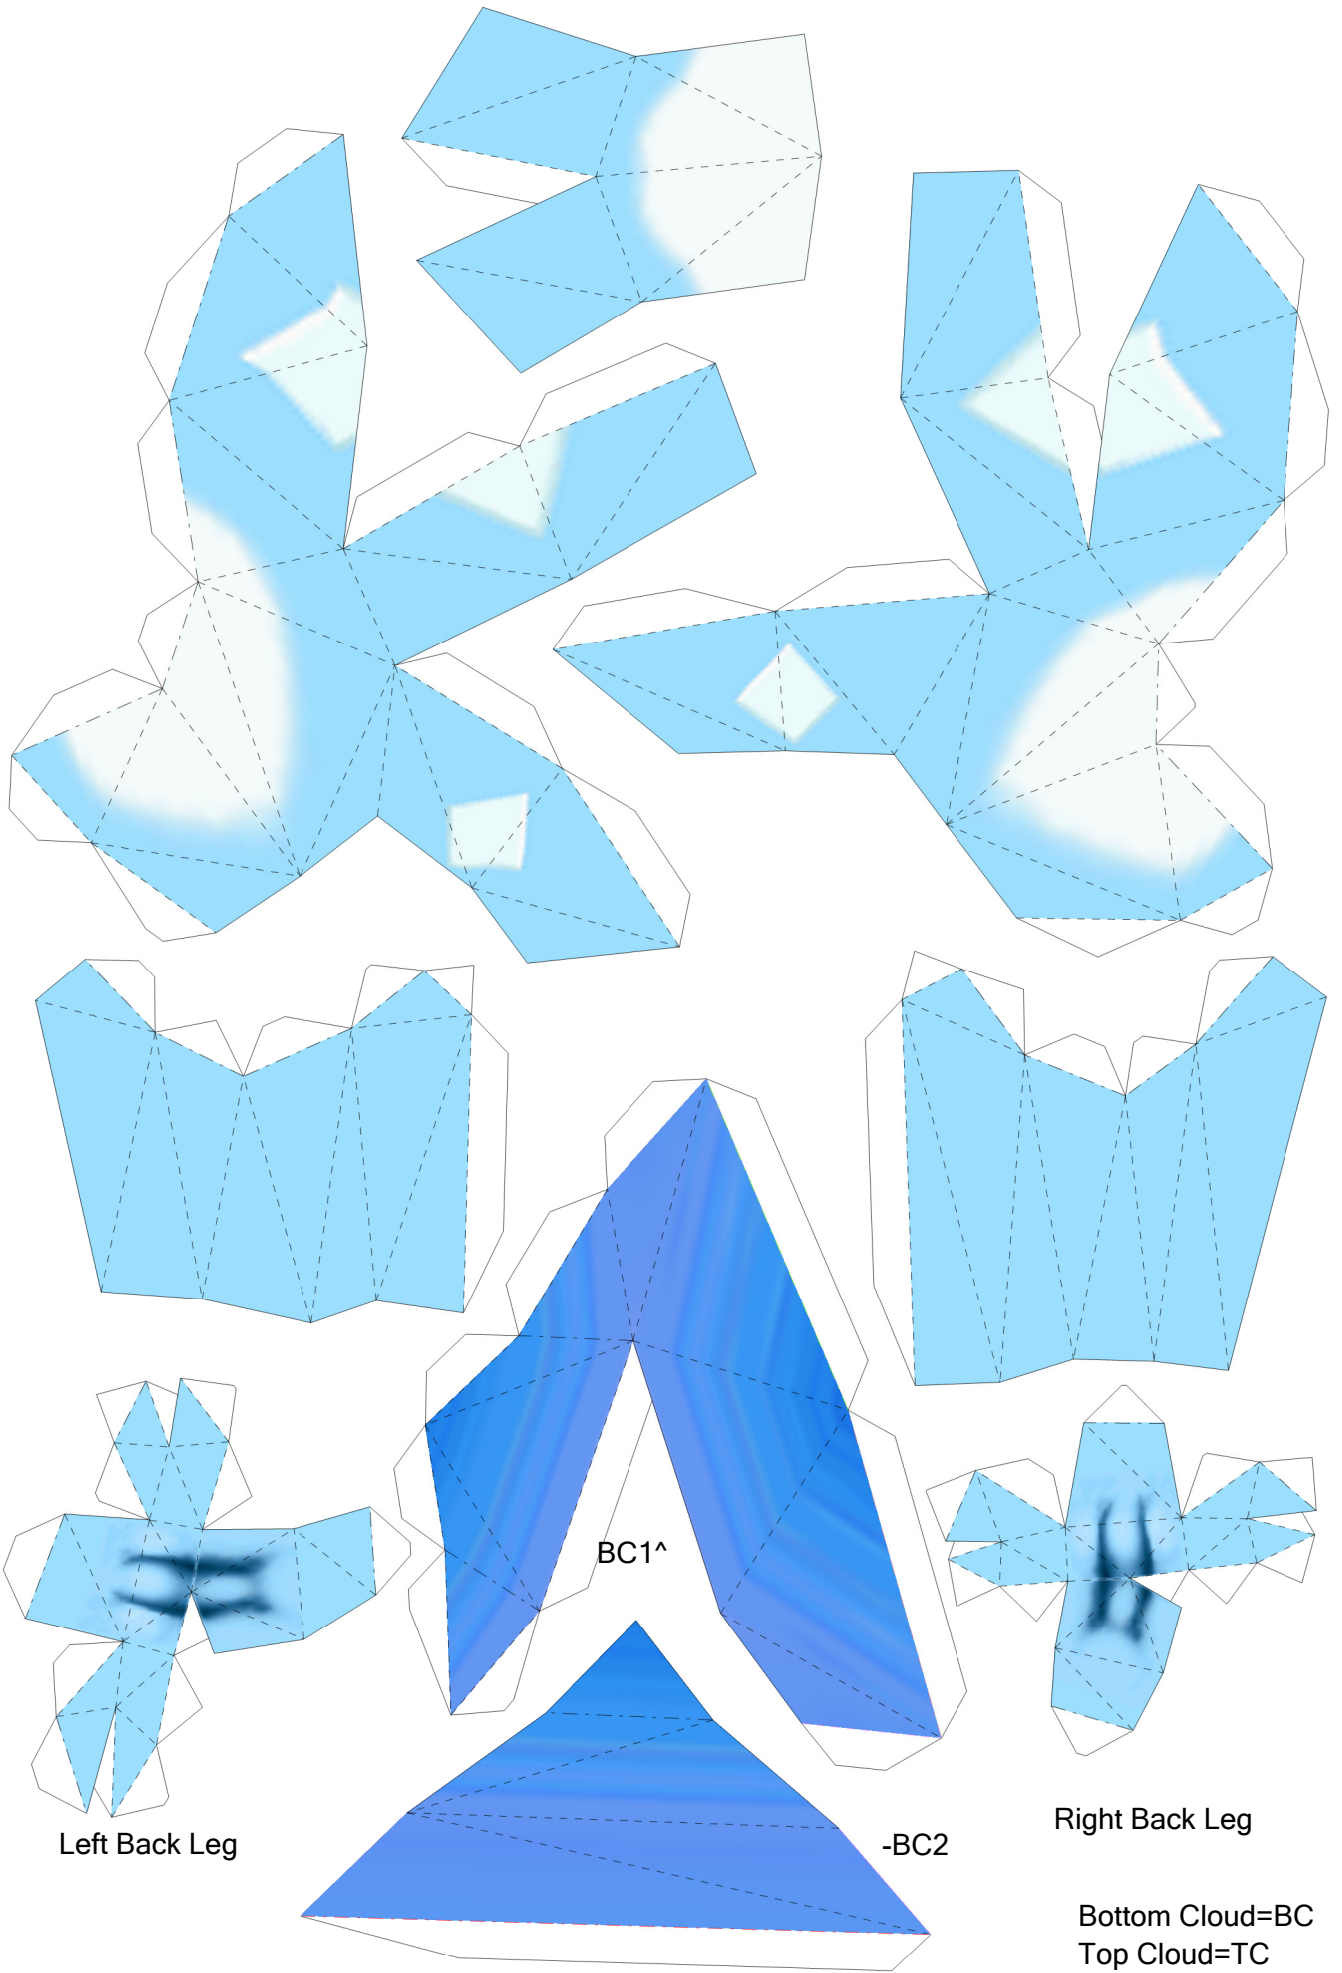 BC1^
Left Back Leg
-BC2
Right Back Leg
Bottom Cloud=BC
Top Cloud=TC